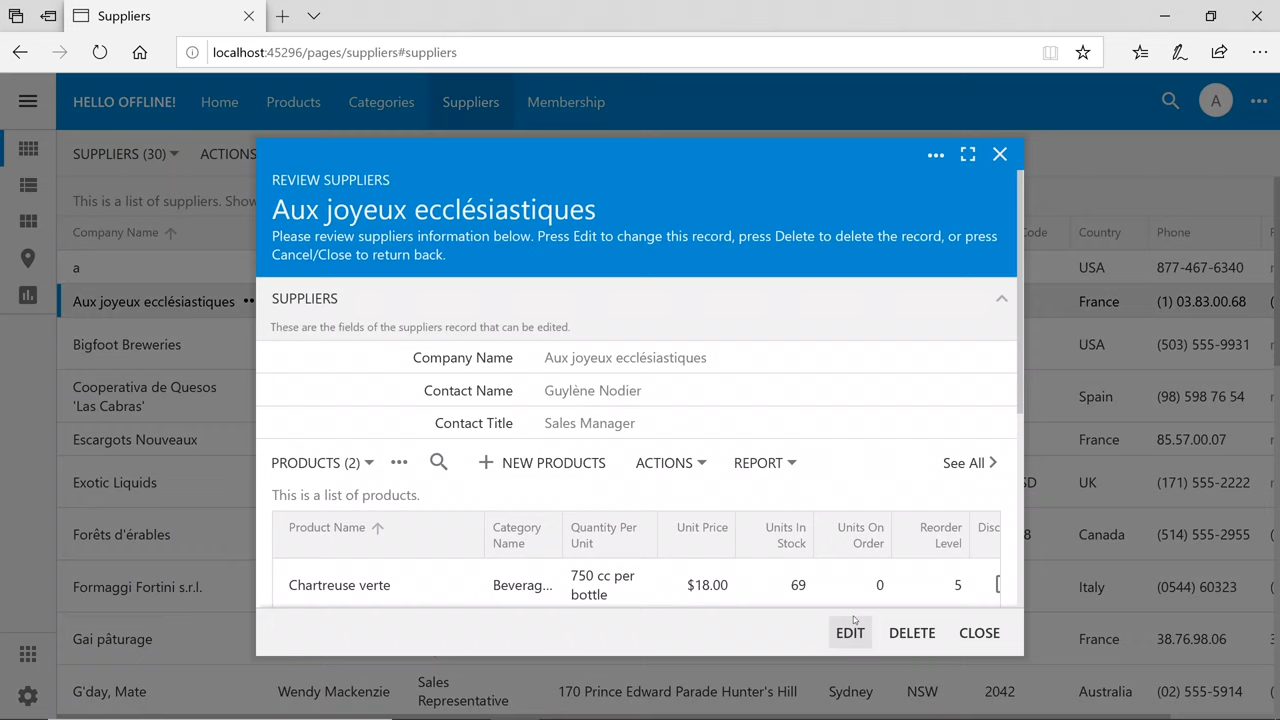 Suppliers
localhost:45296/pages/suppliers#suppliers
HELLO OFFLINE! Home Products Categories Suppliers Membership A
SUPPLIERS (30) ACTIONS
This is a list of suppliers. Show
Company Name Code Country Phone
a USA 877-467-6340
Aux joyeux ecclésiastiques France (1) 03.83.00.68
Bigfoot Breweries USA (503) 555-9931
Cooperativa de Quesos
'Las Cabras' Spain (98) 598 76 54
Escargots Nouveaux France 85.57.00.07
Exotic Liquids UK (171) 555-2222
Forêts d'érables Canada (514) 555-2955
Formaggi Fortini s.r.l. Italy (0544) 60323
Gai pâturage France 38.76.98.06
G'day, Mate Wendy Mackenzie Sales
Representative 170 Prince Edward Parade Hunter's Hill Sydney NSW 2042 Australia (02) 555-5914
REVIEW SUPPLIERS
Aux joyeux ecclésiastiques
Please review suppliers information below. Press Edit to change this record, press Delete to delete the record, or press
Cancel/Close to return back.
SUPPLIERS
These are the fields of the suppliers record that can be edited.
Company Name Aux joyeux ecclésiastiques
Contact Name Guylène Nodier
Contact Title Sales Manager
PRODUCTS (2) NEW PRODUCTS ACTIONS REPORT See All
This is a list of products.
Product Name Category
Name Quantity Per
Unit Unit Price Units In
Stock Units On
Order Reorder
Level Disc
Chartreuse verte Beverag... 750 cc per
bottle $18.00 69 0 5
EDIT DELETE CLOSE